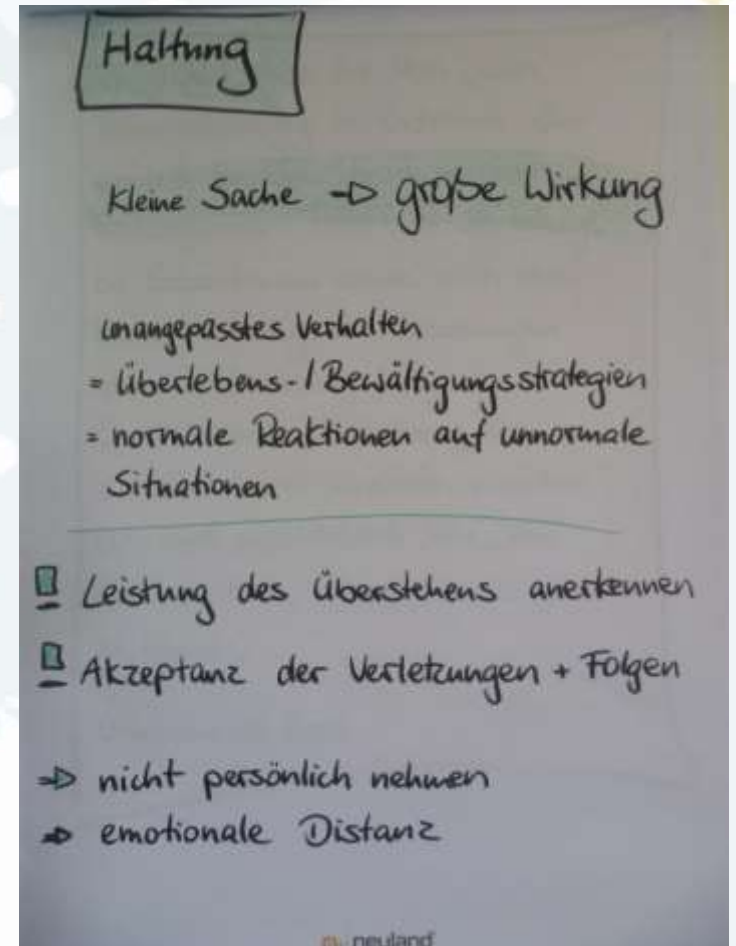 Haltung
Kleine Sache -> große Wirkung
unangepasstes Verhalten
= Überlebens-/Bewältigungsstrategien
= normale Reaktionen auf unnormale
Situationen
! Leistung des Überstehens anerkennen
! Akzeptanz der Verletzungen + Folgen
=> nicht persönlich nehmen
=> emotionale Distanz
neuland